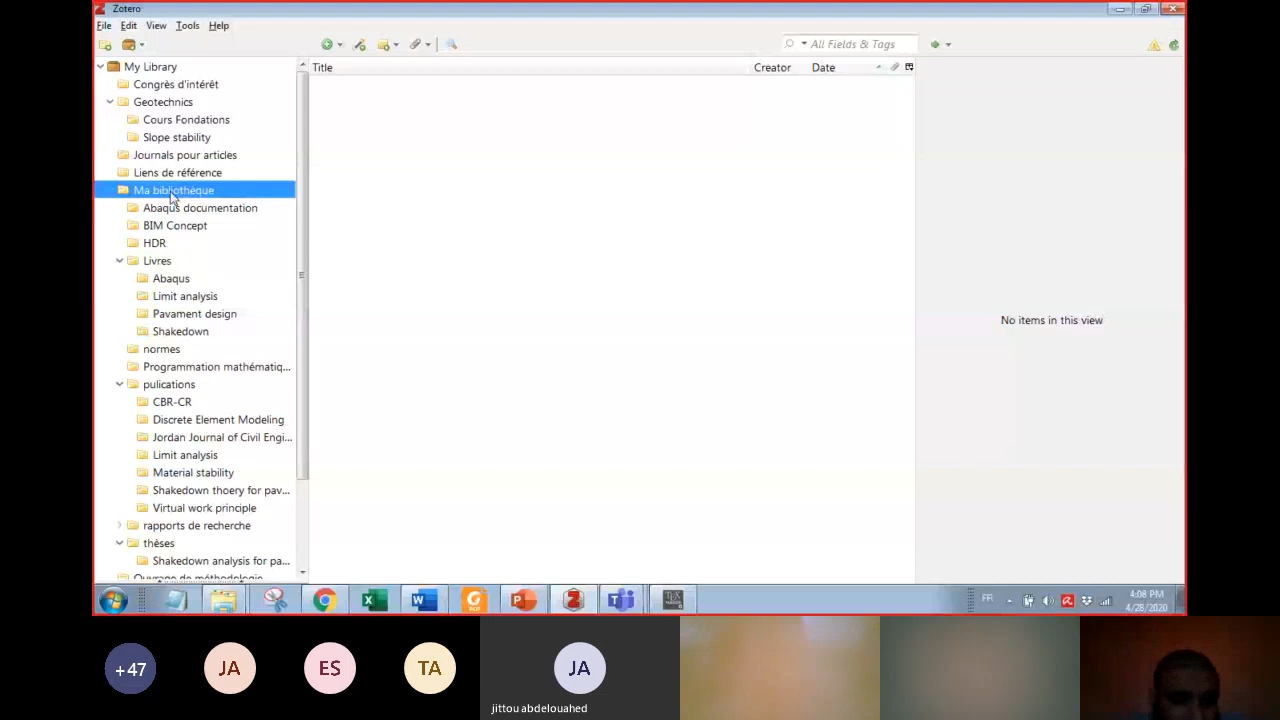 Zotero
File Edit View Tools Help
All Fields & Tags
My Library
Title Creator Date
Congrès d'intérêt
Geotechnics
Cours Fondations
Slope stability
Journals pour articles
Liens de référence
Ma bibliothéque
Abaqus documentation
BIM Concept
HDR
Livres
Abaqus
Limit analysis
Pavament design
No items in this view
Shakedown
normes
Programmation mathématiq...
pulications
CBR-CR
Discrete Element Modeling
Jordan Journal of Civil Engi...
Limit analysis
Material stability
Shakedown thoery for pav...
Virtual work principle
rapports de recherche
thèses
Shakedown analysis for pa...
Ouvrage de méthodologie
FR
4:08 PM
4/28/2020
+47
JA
ES
TA
JA
jittou abdelouahed